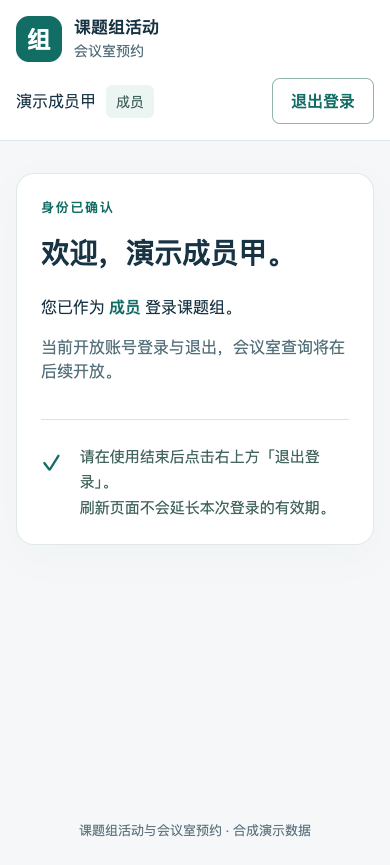 组
课题组活动
会议室预约
演示成员甲
成员
退出登录
身份已确认
欢迎，演示成员甲。
您已作为 成员 登录课题组。
当前开放账号登录与退出，会议室查询将在
后续开放。
请在使用结束后点击右上方「退出登
录」。
刷新页面不会延长本次登录的有效期。
课题组活动与会议室预约 · 合成演示数据